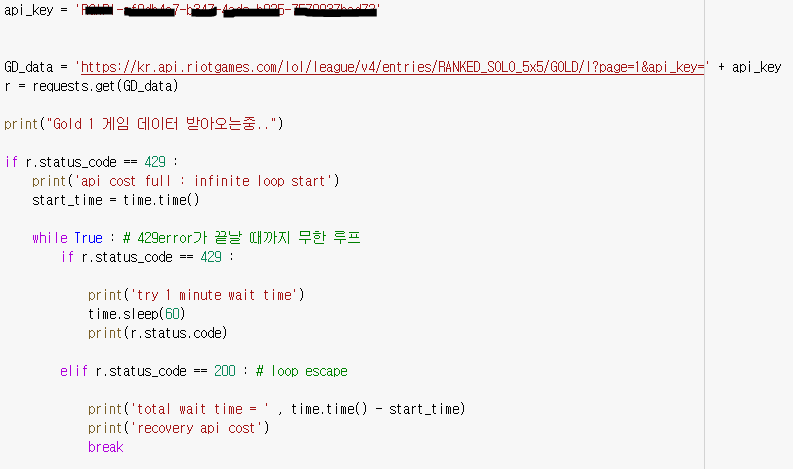 api_key = '
GD_data = 'https://kr.api.riotgames.com/lol/league/v4/entries/RANKED_SOLO_5x5/GOLD/I?page=1&api_key=' + api_key
r = requests.get(GD_data)
print("Gold 1 게임 데이터 받아오는중..")
if r.status_code == 429 :
print('api cost full : infinite loop start')
start_time = time.time()
while True : # 429error가 끝날 때까지 무한 루프
if r.status_code == 429 :
print('try 1 minute wait time')
time.sleep(60)
print(r.status.code)
elif r.status_code == 200 : # loop escape
print('total wait time = ' , time.time() - start_time)
print('recovery api cost')
break